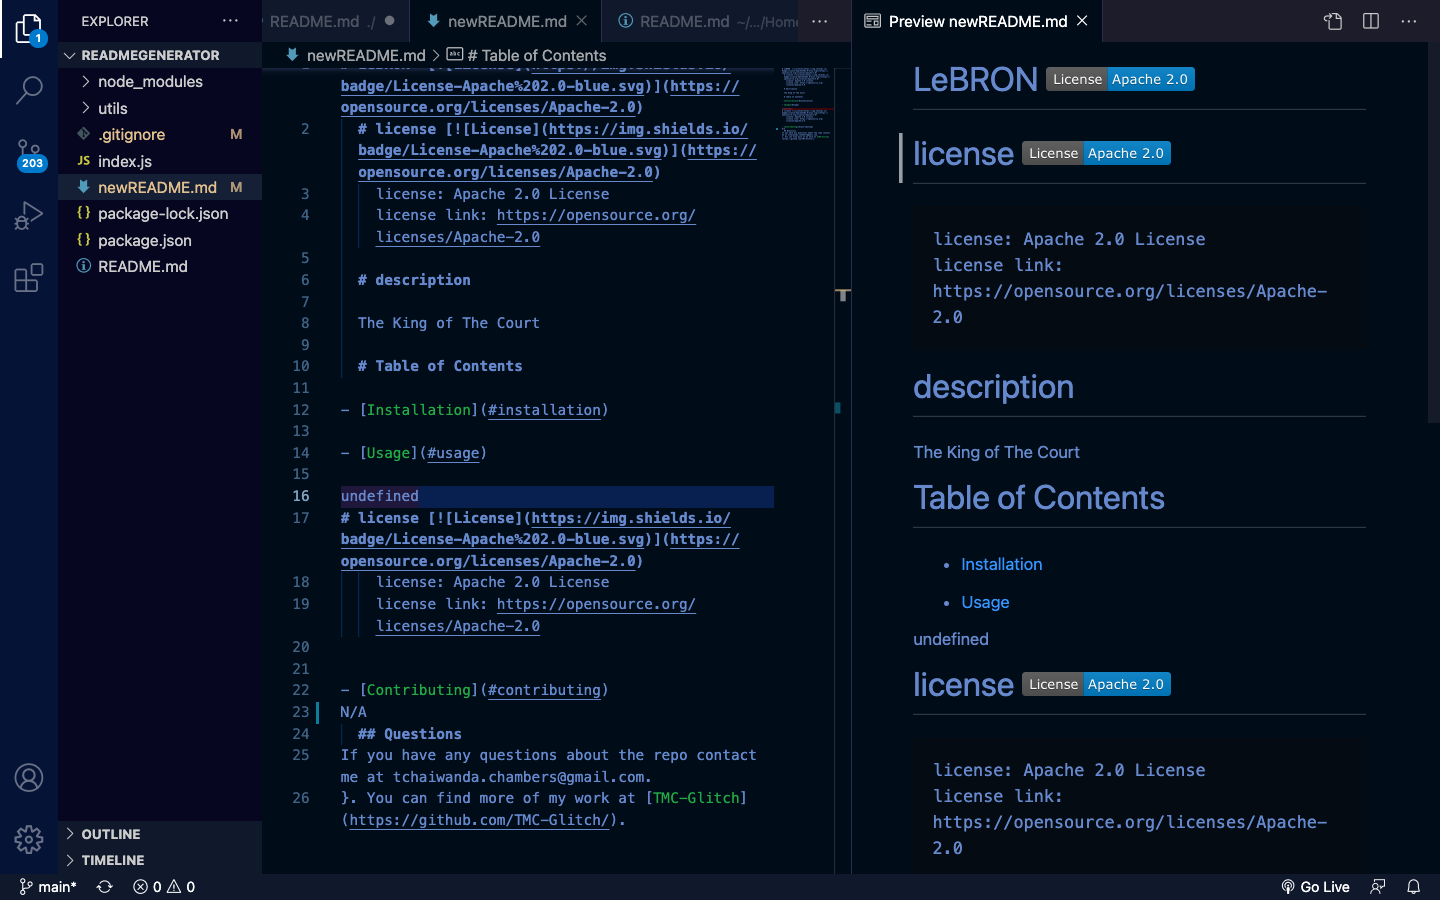 EXPLORER
README.md ./
newREADME.md
README.md ~/.../Home
Preview newREADME.md
1
READMEGENERATOR
newREADME.md > # Table of Contents
node_modules
utils
.gitignore M
JS index.js
newREADME.md M
{} package-lock.json
{} package.json
README.md
203
OUTLINE
TIMELINE
badge/License-Apache%202.0-blue.svg)](https://
opensource.org/licenses/Apache-2.0)
2 # license [![License](https://img.shields.io/
badge/License-Apache%202.0-blue.svg)](https://
opensource.org/licenses/Apache-2.0)
3 license: Apache 2.0 License
4 license link: https://opensource.org/
licenses/Apache-2.0
5
6 # description
7
8 The King of The Court
9
10 # Table of Contents
11
12 - [Installation](#installation)
13
14 - [Usage](#usage)
15
16 undefined
17 # license [![License](https://img.shields.io/
badge/License-Apache%202.0-blue.svg)](https://
opensource.org/licenses/Apache-2.0)
18 license: Apache 2.0 License
19 license link: https://opensource.org/
licenses/Apache-2.0
20
21
22 - [Contributing](#contributing)
23 N/A
24 ## Questions
25 If you have any questions about the repo contact
me at tchaiwanda.chambers@gmail.com.
26 }. You can find more of my work at [TMC-Glitch]
(https://github.com/TMC-Glitch/).
LeBRON License Apache 2.0
license License Apache 2.0
license: Apache 2.0 License
license link:
https://opensource.org/licenses/Apache-
2.0
description
The King of The Court
Table of Contents
• Installation
• Usage
undefined
license License Apache 2.0
license: Apache 2.0 License
license link:
https://opensource.org/licenses/Apache-
2.0
main* 0 0 Go Live